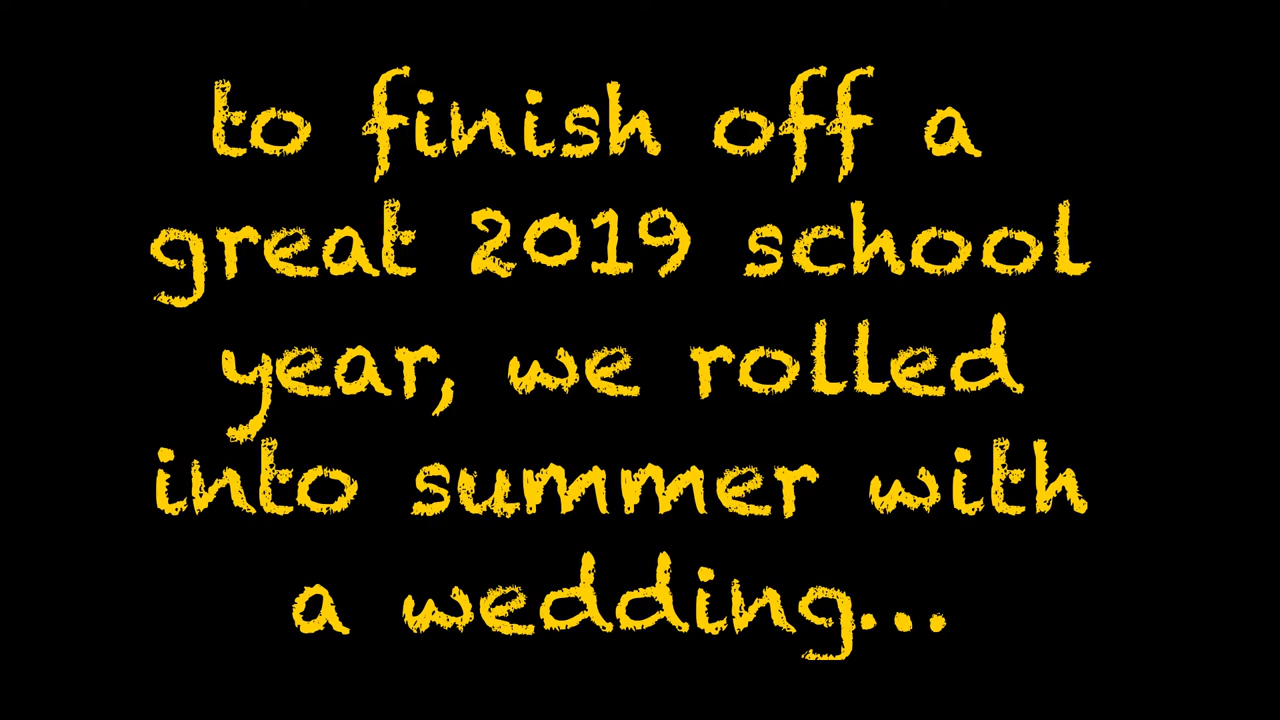 to finish off a
great 2019 school
year, we rolled
into summer with
a wedding...